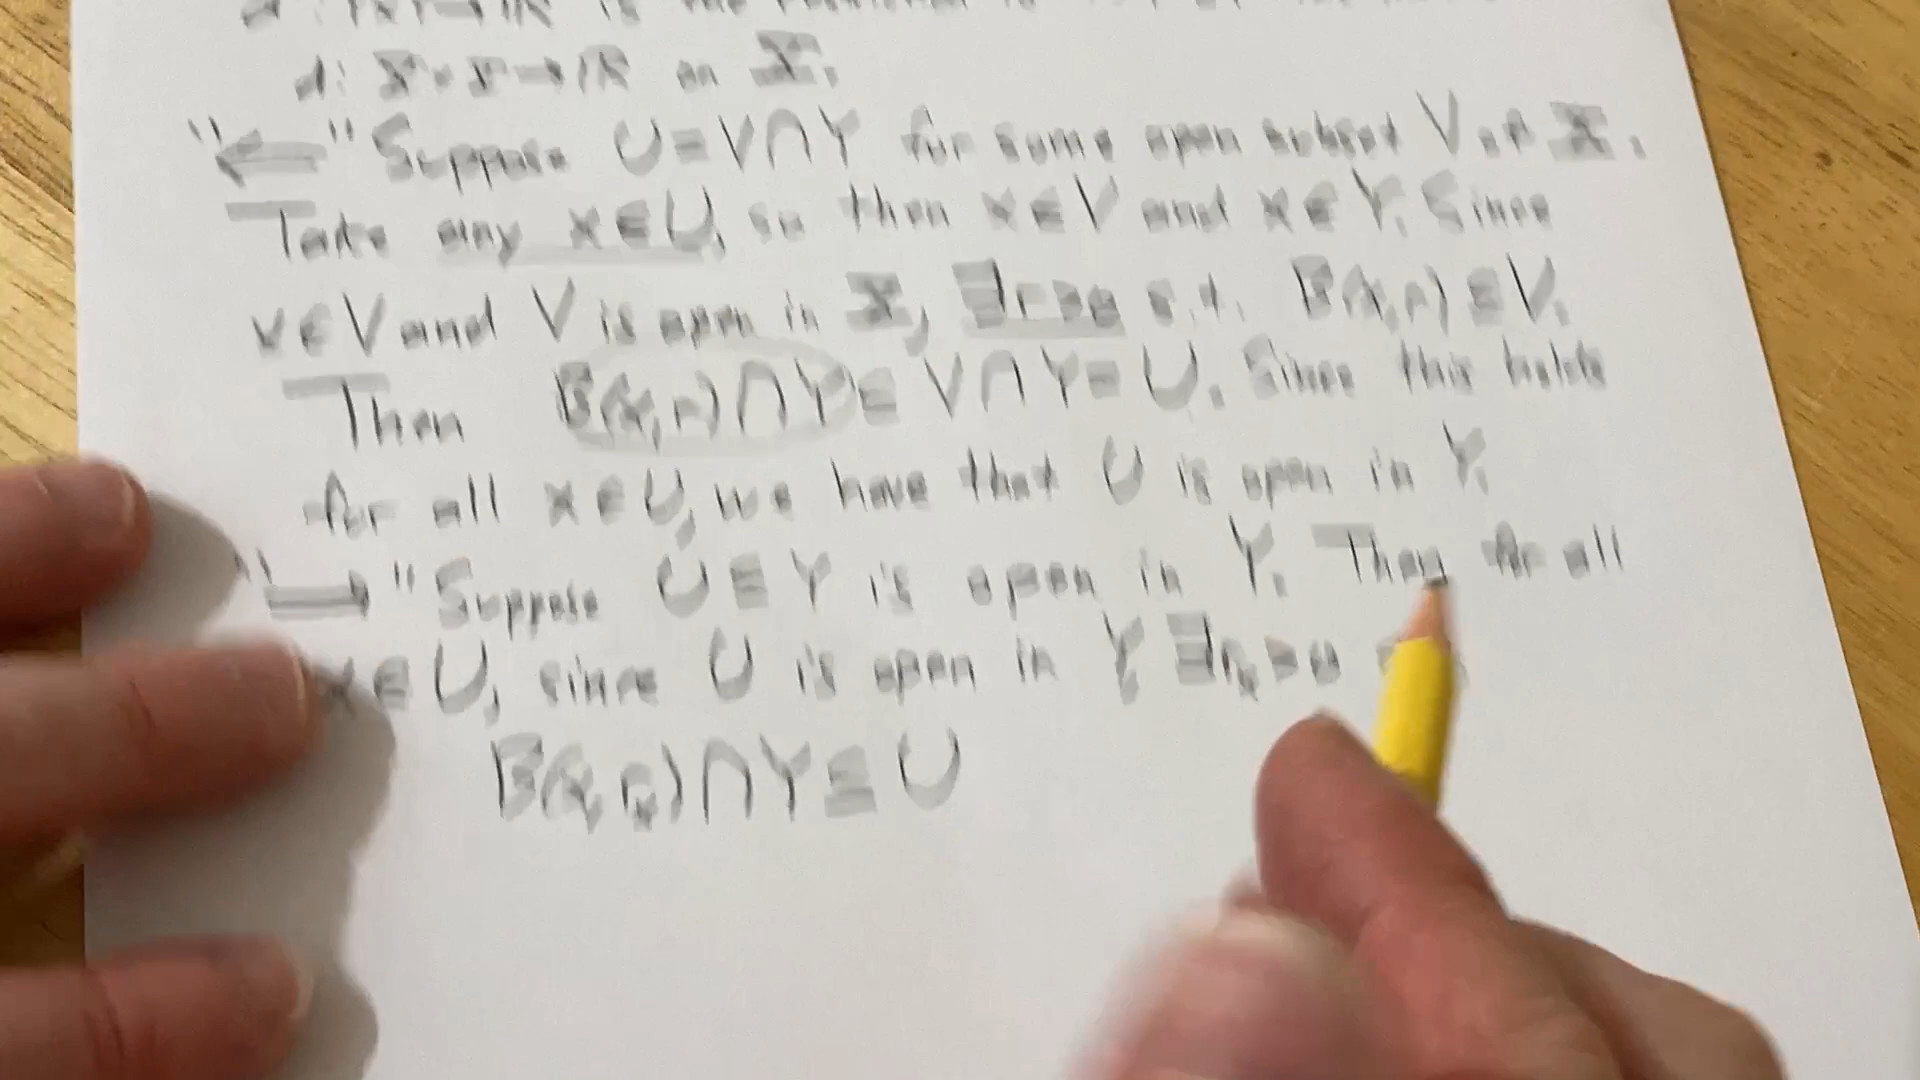 d: X×X→ℝ on X.
"⟸" Suppose U = V∩Y for some open subset V of X.
Take any x∈U, so then x∈V and x∈Y. Since
x∈V and V is open in X, ∃r>0 s.t. B(x,r)⊆V.
Then B(x,r)∩Y⊆ V∩Y=U. Since this holds
for all x∈U, we have that U is open in Y.
"⟹" Suppose U⊆Y is open in Y. Then for all
x∈U, since U is open in Y ∃rₓ>0
B(x,rₓ)∩Y⊆U